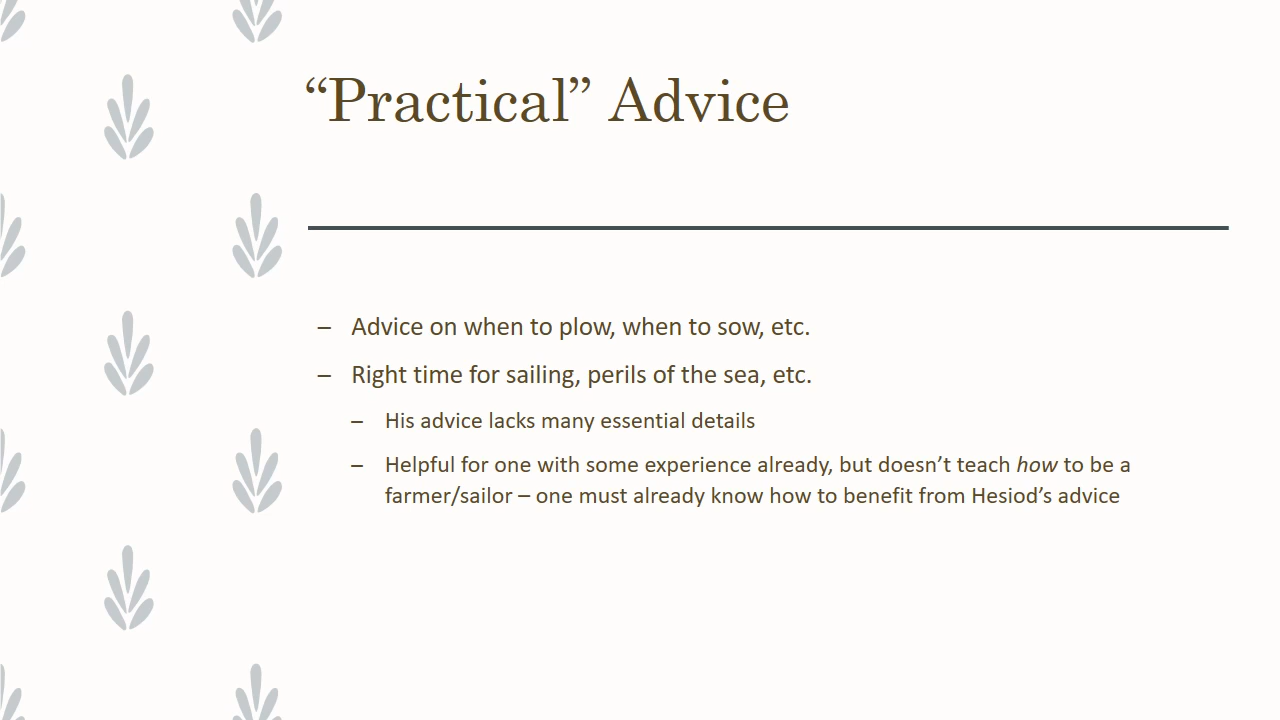 “Practical” Advice
– Advice on when to plow, when to sow, etc.
– Right time for sailing, perils of the sea, etc.
– His advice lacks many essential details
– Helpful for one with some experience already, but doesn’t teach how to be a
farmer/sailor – one must already know how to benefit from Hesiod’s advice